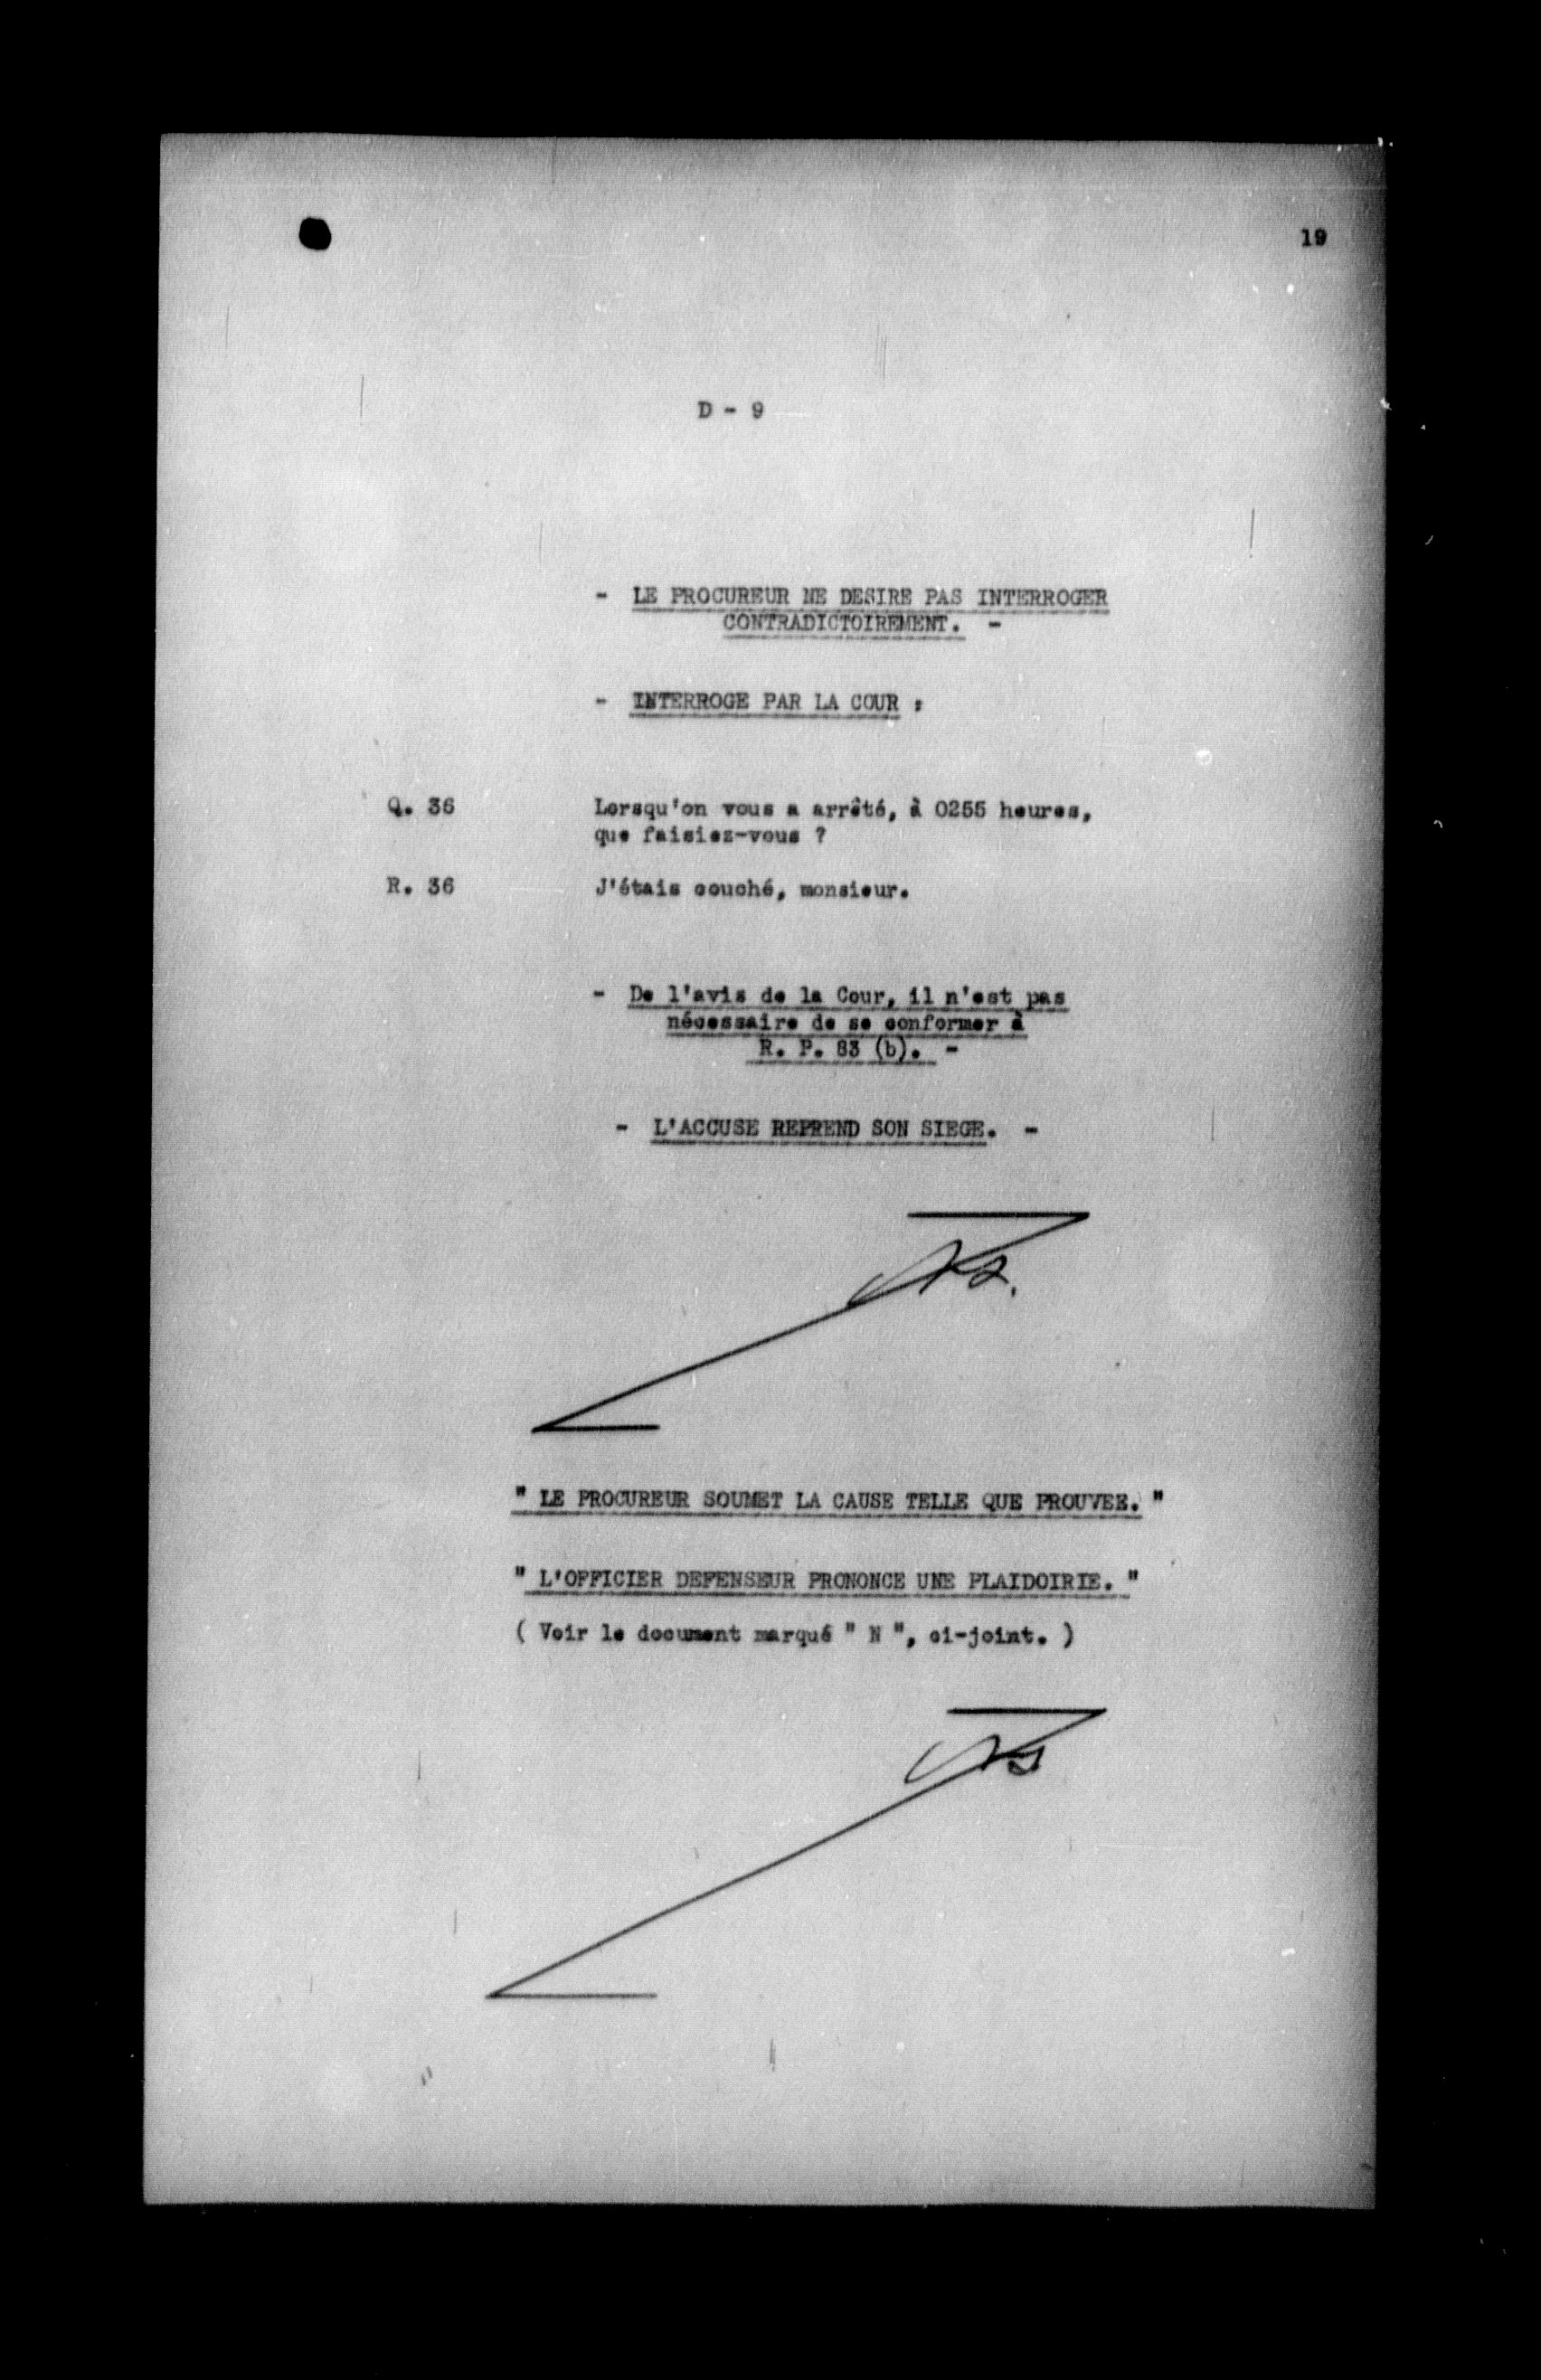 19
D - 9
- LE PROCUREUR NE DESIRE PAS INTERROGER
CONTRADICTOIREMENT. -
- INTERROGE PAR LA COUR :
Q. 36 Lorsqu'on vous a arrêté, à 0255 heures,
que faisiez-vous ?
R. 36 J'étais couché, monsieur.
- De l'avis de la Cour, il n'est pas
nécessaire de se conformer à
R. P. 83 (b). -
- L'ACCUSE REPREND SON SIEGE. -
" LE PROCUREUR SOUMET LA CAUSE TELLE QUE PROUVEE. "
" L'OFFICIER DEFENSEUR PRONONCE UNE PLAIDOIRIE. "
( Voir le document marqué " N ", ci-joint. )